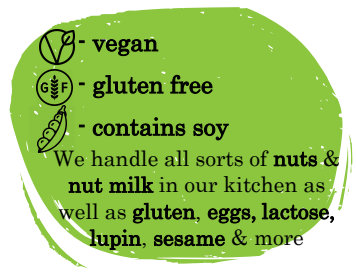 - vegan
GF - gluten free
- contains soy
We handle all sorts of nuts &
nut milk in our kitchen as
well as gluten, eggs, lactose,
lupin, sesame & more